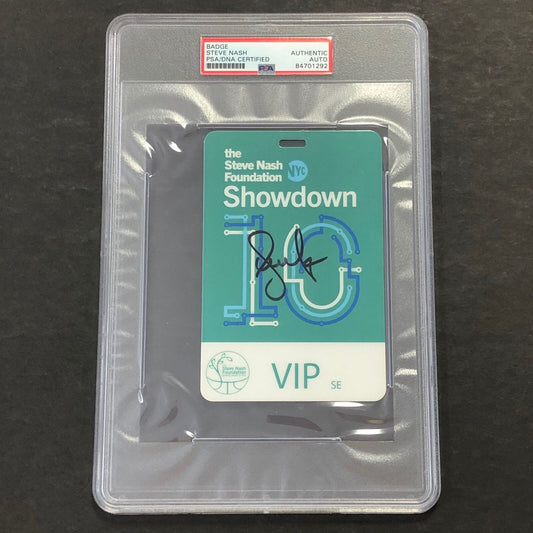 BADGE
STEVE NASH
PSA/DNA CERTIFIED
AUTHENTIC
AUTO
84701292
PSA
the
Steve Nash
Foundation
NYC
Showdown
10
Steve Nash
Foundation
VIP
SE